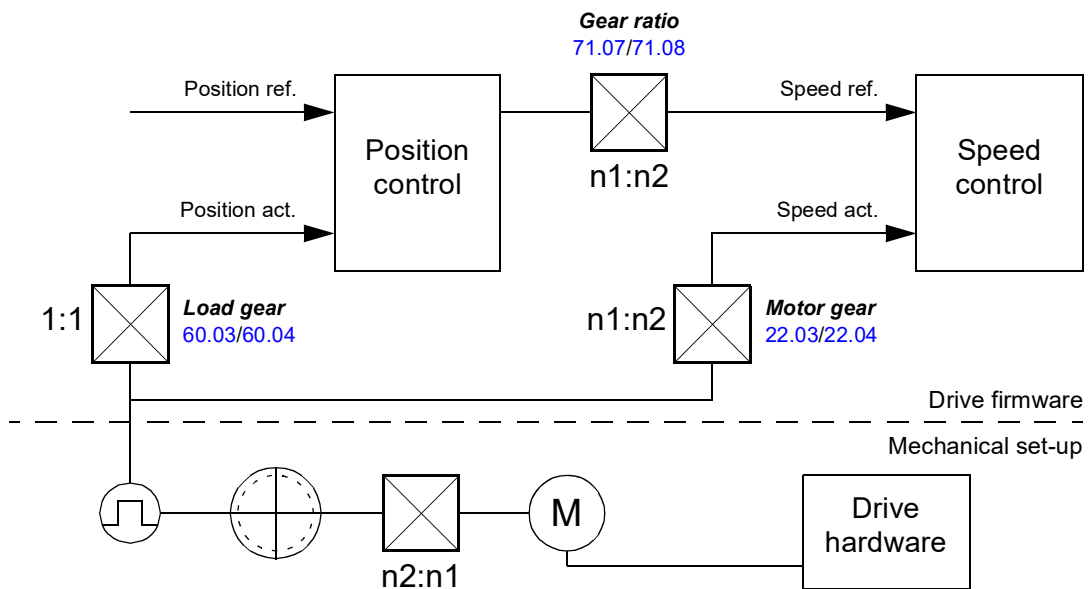 Gear ratio
71.07/71.08
Position ref.
Speed ref.
Position
control
n1:n2
Speed
control
Position act.
Speed act.
1:1
Load gear
60.03/60.04
n1:n2
Motor gear
22.03/22.04
Drive firmware
Mechanical set-up
M
Drive
hardware
n2:n1